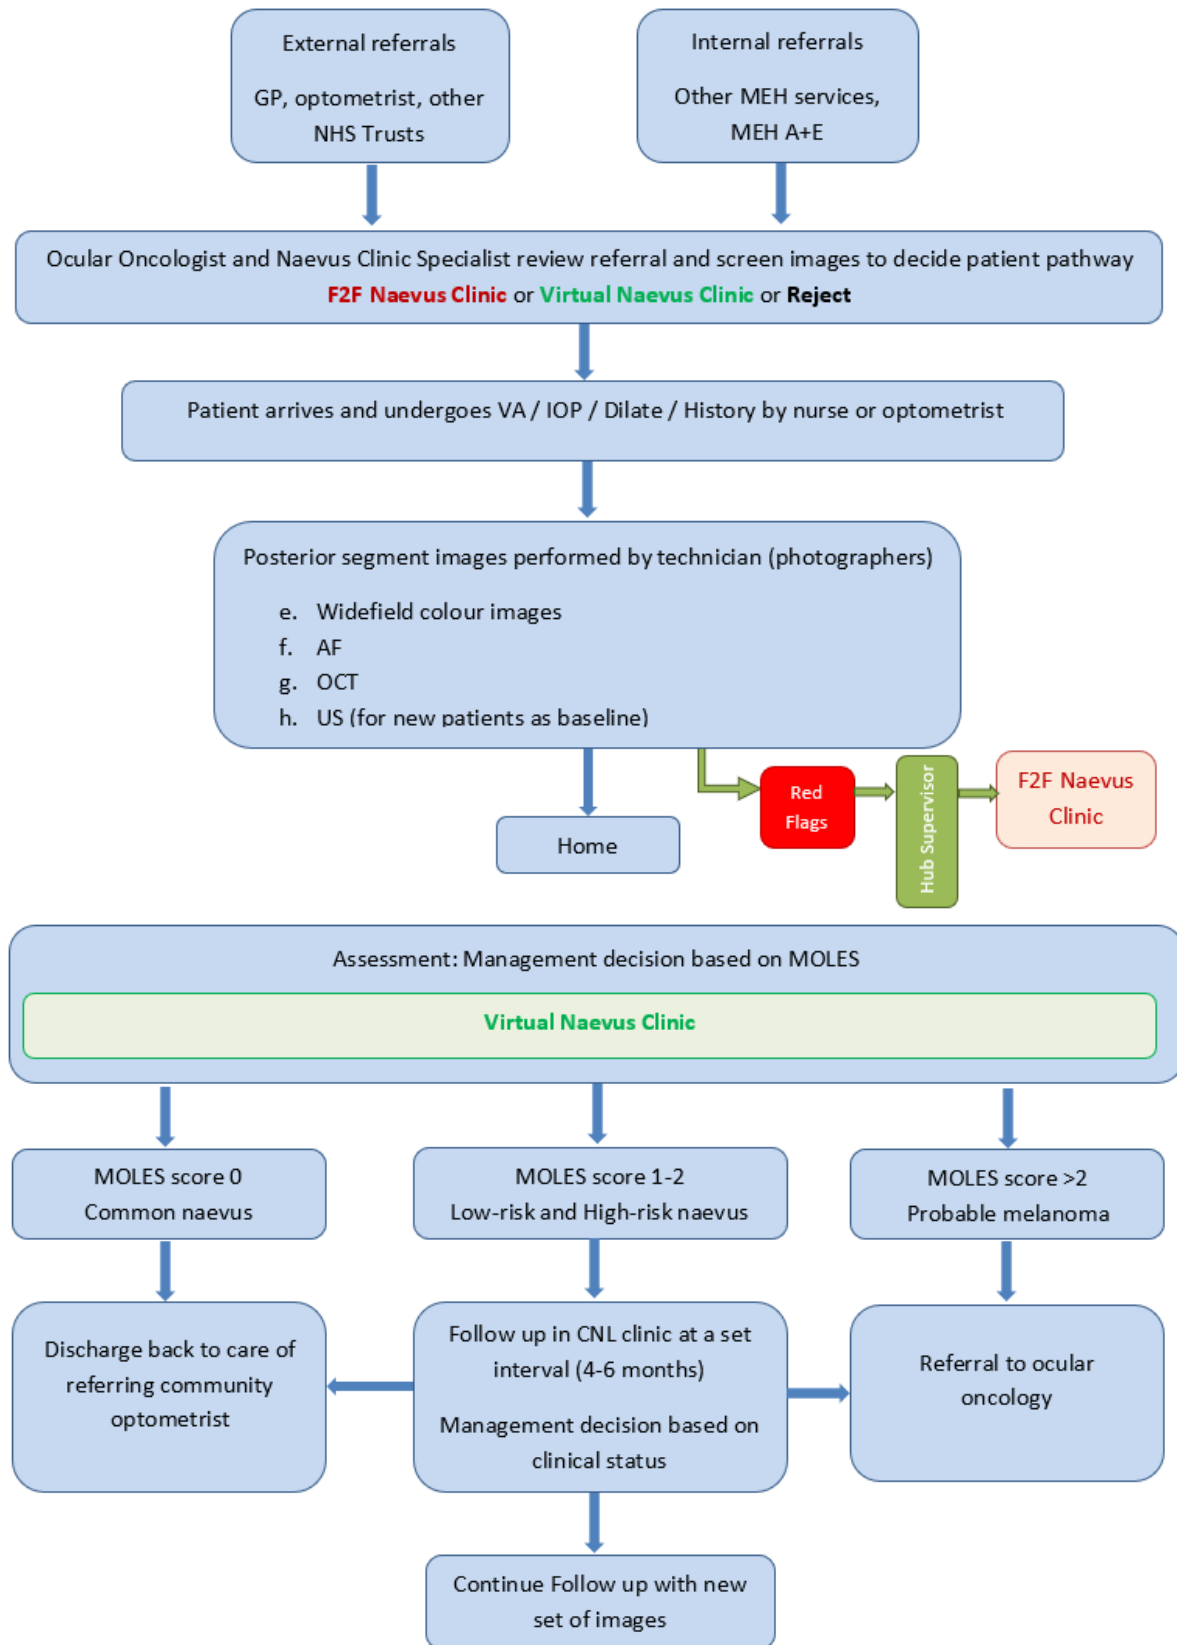 External referrals
GP, optometrist, other
NHS Trusts
Internal referrals
Other MEH services,
MEH A+E
Ocular Oncologist and Naevus Clinic Specialist review referral and screen images to decide patient pathway
F2F Naevus Clinic or Virtual Naevus Clinic or Reject
Patient arrives and undergoes VA / IOP / Dilate / History by nurse or optometrist
Posterior segment images performed by technician (photographers)
e. Widefield colour images
f. AF
g. OCT
h. US (for new patients as baseline)
Home
Red
Flags
Hub Supervisor
F2F Naevus
Clinic
Assessment: Management decision based on MOLES
Virtual Naevus Clinic
MOLES score 0
Common naevus
MOLES score 1-2
Low-risk and High-risk naevus
MOLES score >2
Probable melanoma
Discharge back to care of
referring community
optometrist
Follow up in CNL clinic at a set
interval (4-6 months)
Management decision based on
clinical status
Referral to ocular
oncology
Continue Follow up with new
set of images